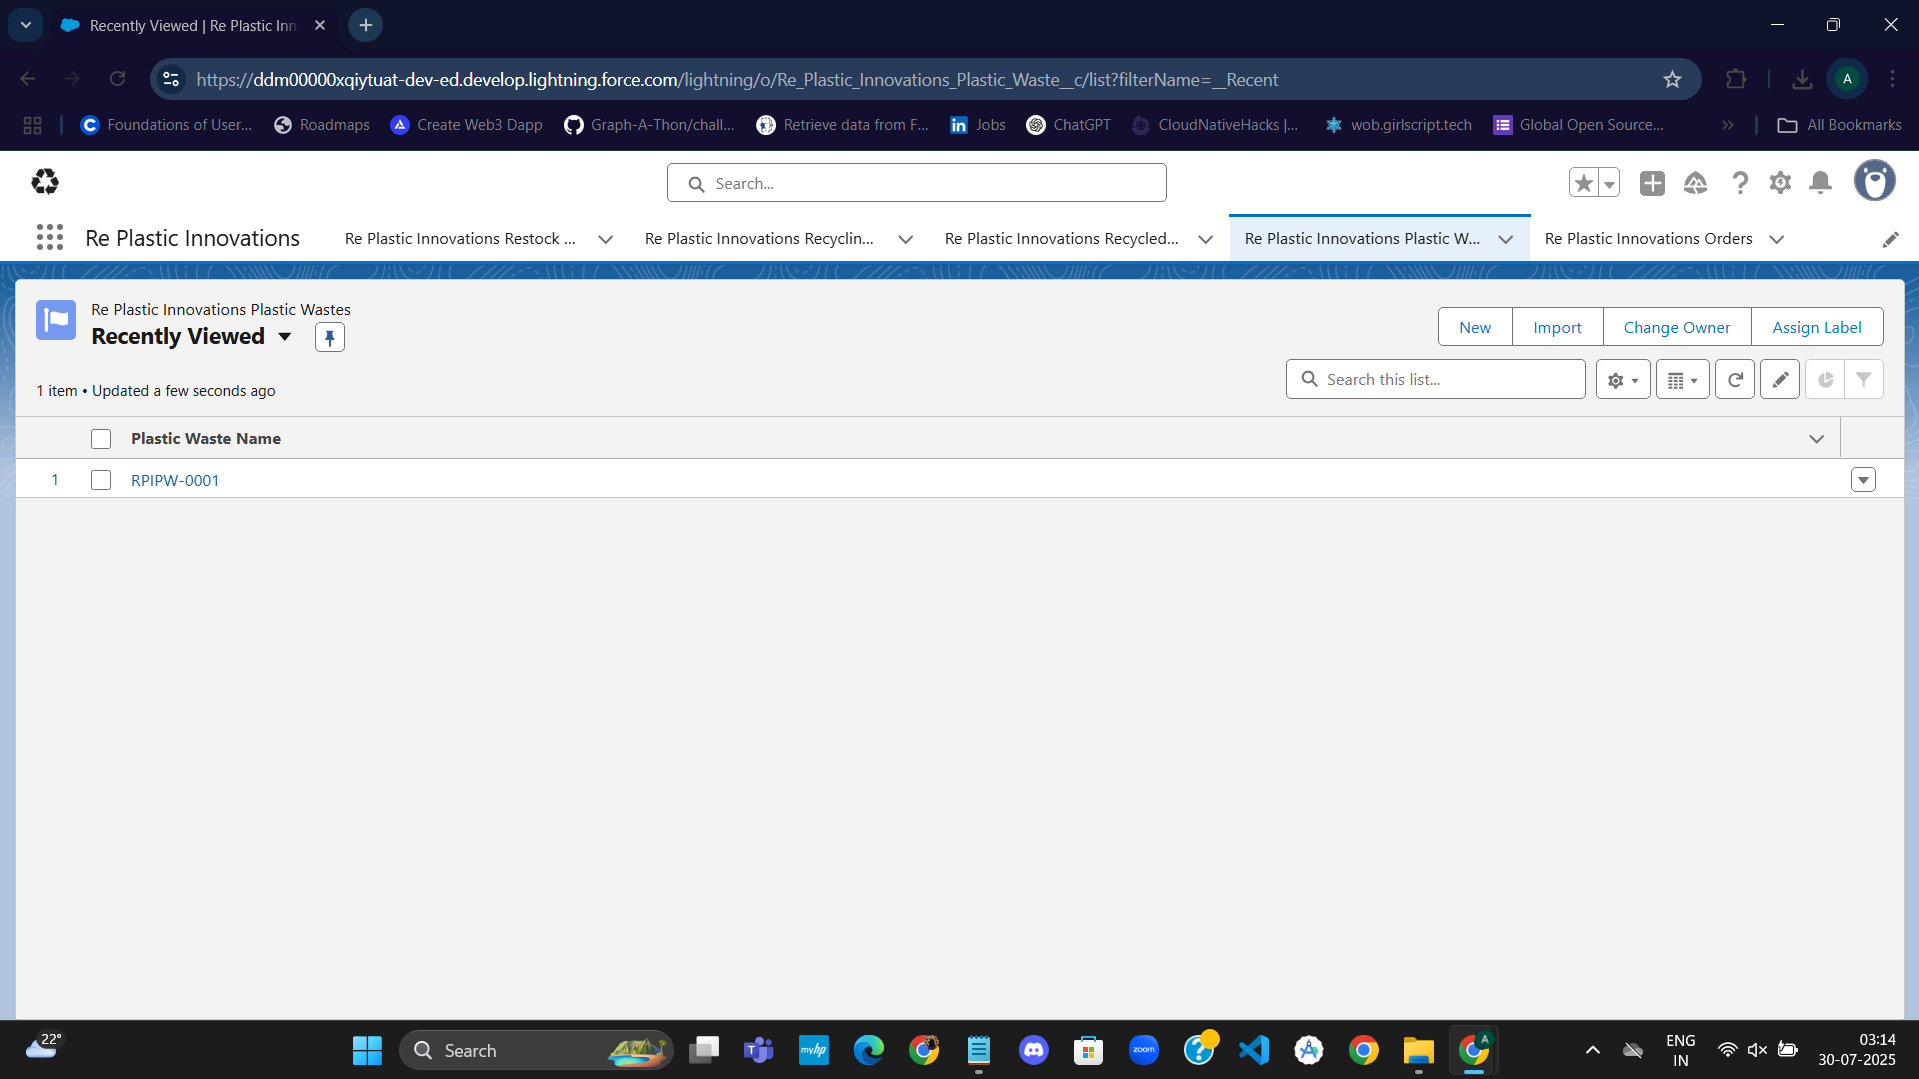 Recently Viewed | Re Plastic Inn
https://ddm00000xqiytuat-dev-ed.develop.lightning.force.com/lightning/o/Re_Plastic_Innovations_Plastic_Waste__c/list?filterName=__Recent
A
Foundations of User...
Roadmaps
Create Web3 Dapp
Graph-A-Thon/chall...
Retrieve data from F...
Jobs
ChatGPT
CloudNativeHacks |...
wob.girlscript.tech
Global Open Source...
All Bookmarks
Search...
Re Plastic Innovations
Re Plastic Innovations Restock ...
Re Plastic Innovations Recyclin...
Re Plastic Innovations Recycled...
Re Plastic Innovations Plastic W...
Re Plastic Innovations Orders
Re Plastic Innovations Plastic Wastes
Recently Viewed
New
Import
Change Owner
Assign Label
1 item • Updated a few seconds ago
Search this list...
Plastic Waste Name
1
RPIPW-0001
22°
Search
myhp
zoom
A
ENG
IN
03:14
30-07-2025